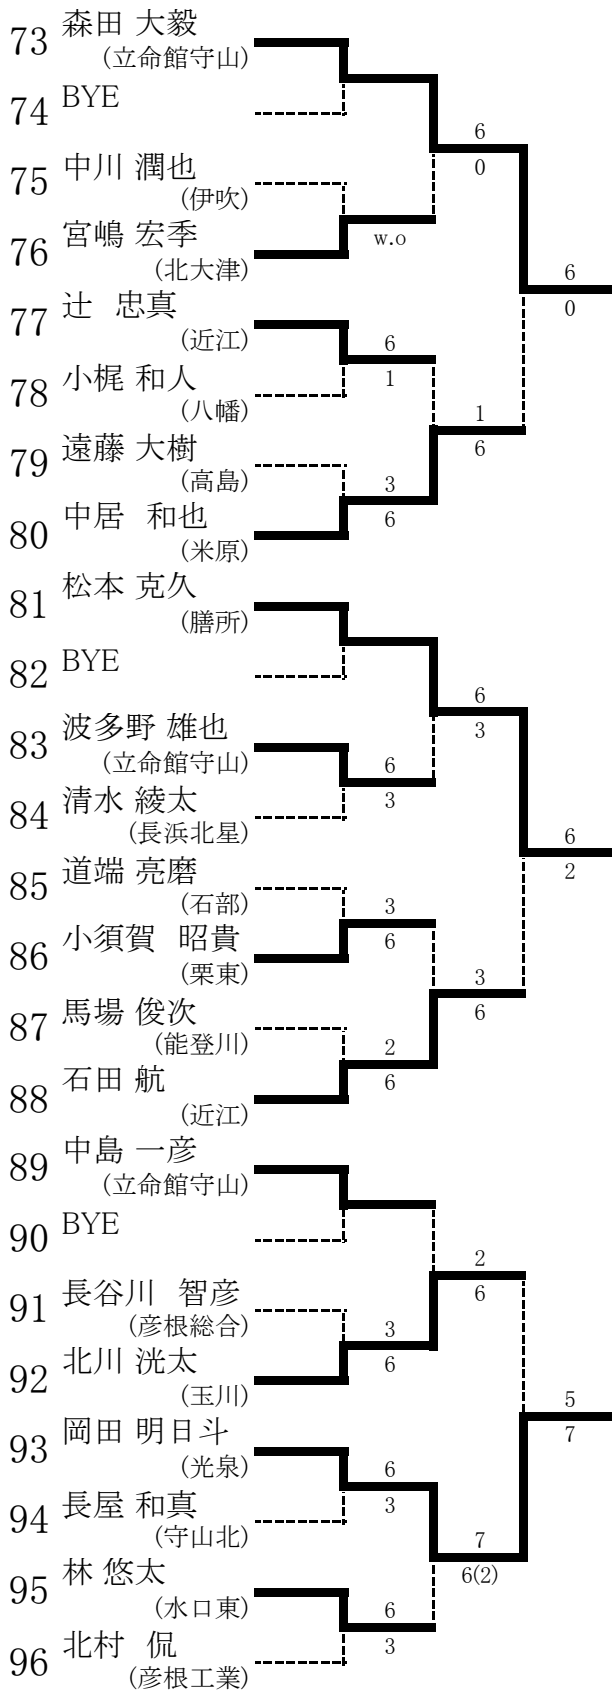 73 森田 大毅
(立命館守山)
74 BYE
75 中川 潤也
(伊吹)
76 宮嶋 宏季
(北大津)
77 辻 忠真
(近江)
78 小梶 和人
(八幡)
79 遠藤 大樹
(高島)
80 中居 和也
(米原)
81 松本 克久
(膳所)
82 BYE
83 波多野 雄也
(立命館守山)
84 清水 綾太
(長浜北星)
85 道端 亮磨
(石部)
86 小須賀 昭貴
(栗東)
87 馬場 俊次
(能登川)
88 石田 航
(近江)
89 中島 一彦
(立命館守山)
90 BYE
91 長谷川 智彦
(彦根総合)
92 北川 洸太
(玉川)
93 岡田 明日斗
(光泉)
94 長屋 和真
(守山北)
95 林 悠太
(水口東)
96 北村 侃
(彦根工業)
w.o
6
1
3
6
6
3
3
6
2
6
3
6
6
3
6
3
6
0
1
6
6
3
3
6
2
6
7
6(2)
6
0
6
2
5
7